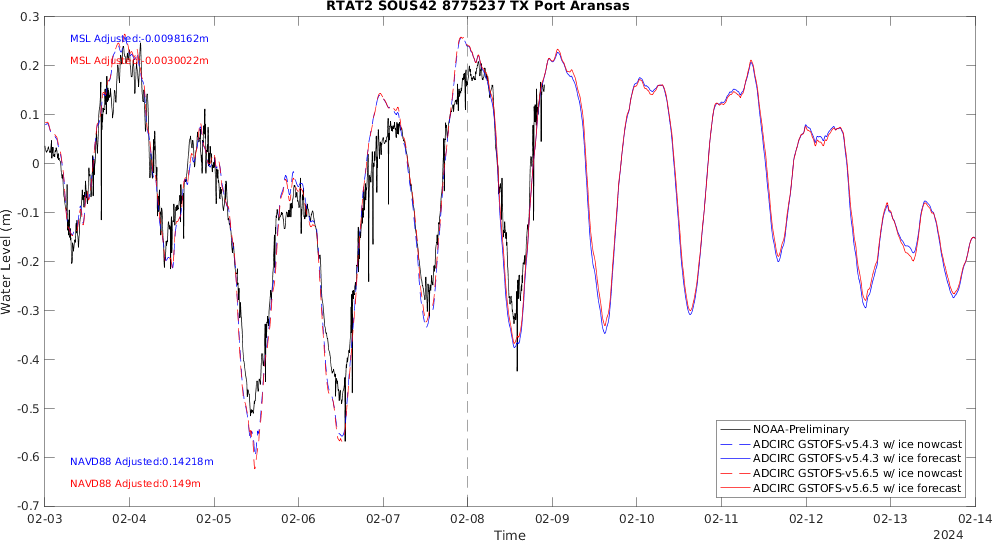 RTAT2 SOUS42 8775237 TX Port Aransas
MSL Adjusted:-0.0098162m
MSL Adjusted:-0.0030022m
NAVD88 Adjusted:0.14218m
NAVD88 Adjusted:0.149m
Water Level (m)
0.3
0.2
0.1
0
-0.1
-0.2
-0.3
-0.4
-0.5
-0.6
-0.7
NOAA-Preliminary
ADCIRC GSTOFS-v5.4.3 w/ ice nowcast
ADCIRC GSTOFS-v5.4.3 w/ ice forecast
ADCIRC GSTOFS-v5.6.5 w/ ice nowcast
ADCIRC GSTOFS-v5.6.5 w/ ice forecast
02-03 02-04 02-05 02-06 02-07 02-08 02-09 02-10 02-11 02-12 02-13 02-14
Time
2024